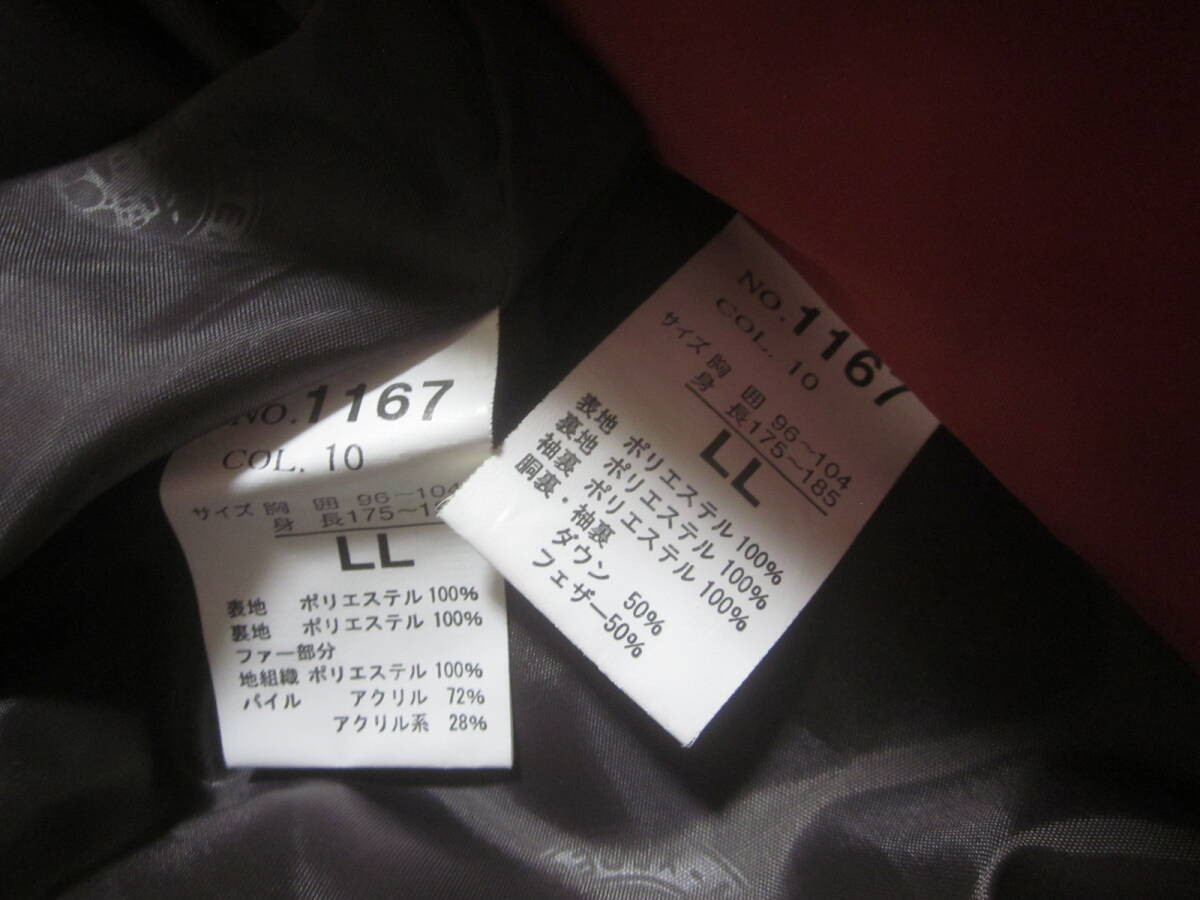 NO. 1167
COL. 10
サイズ 胸 囲 96~104
身 長175~
LL
表地 ポリエステル 100%
裏地 ポリエステル 100%
ファー部分
地組織 ポリエステル 100%
パイル アクリル 72%
アクリル系 28%
NO. 1167
COL. 10
サイズ 胸 囲 96~104
身 長175~185
LL
表地 ポリエステル 100%
裏地 ポリエステル 100%
袖裏 ポリエステル 100%
胴裏・袖裏
ダウン 50%
フェザー50%